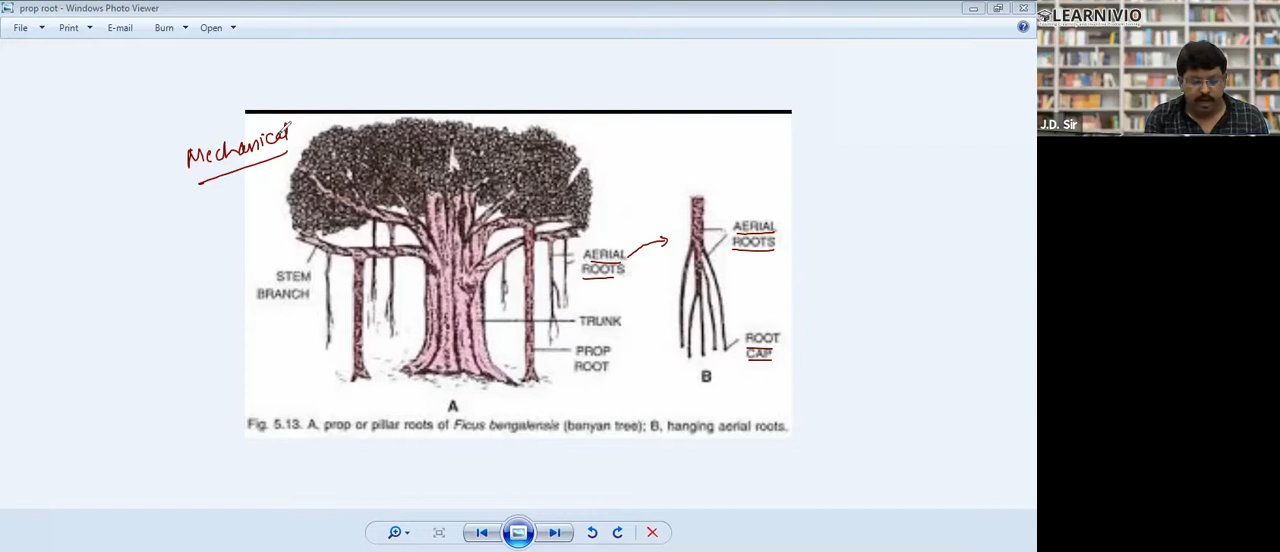 prop root - Windows Photo Viewer
File Print E-mail Burn Open
LEARNIVIO
J.D. Sir
Mechanical
STEM
BRANCH
AERIAL
ROOTS
TRUNK
PROP
ROOT
A
AERIAL
ROOTS
ROOT
CAP
B
Fig. 5.13. A, prop or pillar roots of Ficus bengalensis (banyan tree); B, hanging aerial roots.